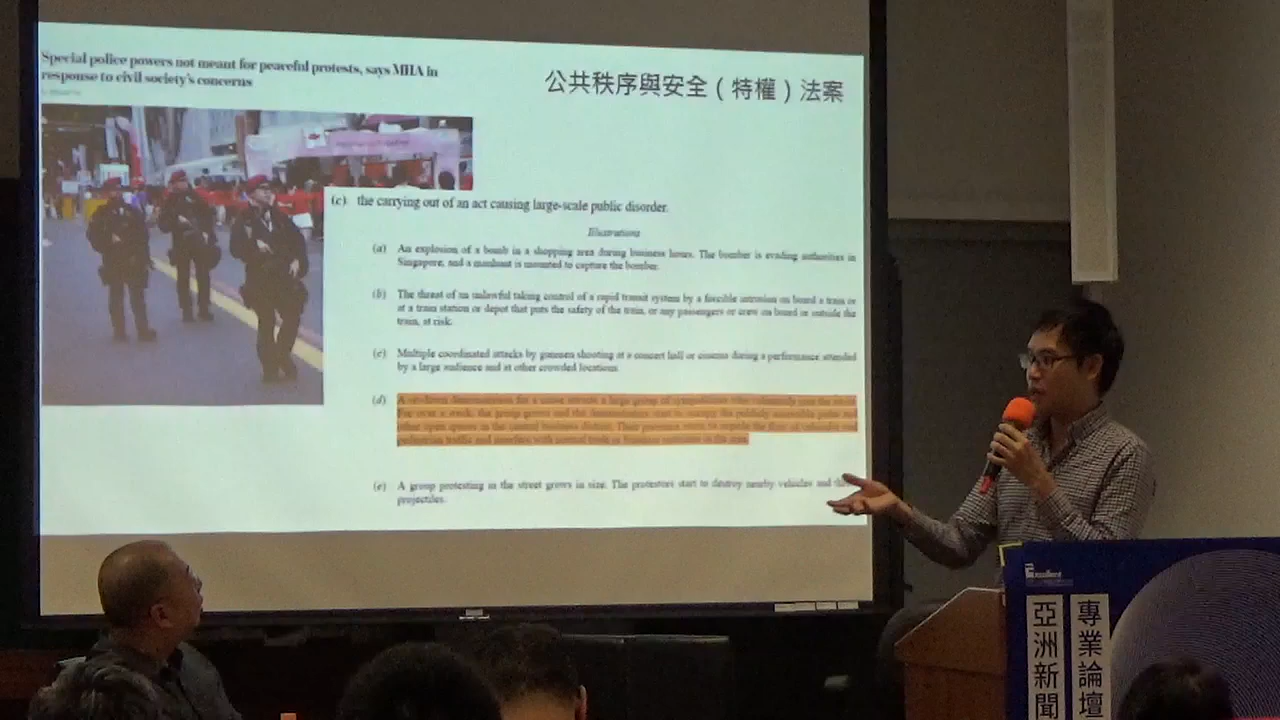 Special police powers not meant for peaceful protests, says MHA in
response to civil society's concerns
公共秩序與安全（特權）法案
(c) the carrying out of an act causing large-scale public disorder.
Illustrations
(a) An explosion of a bomb in a shopping area during business hours. The bomber is evading authorities in
Singapore, and a manhunt is mounted to capture the bomber.
(b) The threat of an unlawful taking control of a rapid transit system by a forcible intrusion on board a train or
at a train station or depot that puts the safety of the train, or any passengers or crew on board or outside the
train, at risk.
(c) Multiple coordinated attacks by gunmen shooting at a concert hall or cinema during a performance attended
by a large audience and at other crowded locations.
(d)
(e) A group protesting in the street grows in size. The protestors start to destroy nearby vehicles and
projectiles.
Excellent
專業論壇
亞洲新聞